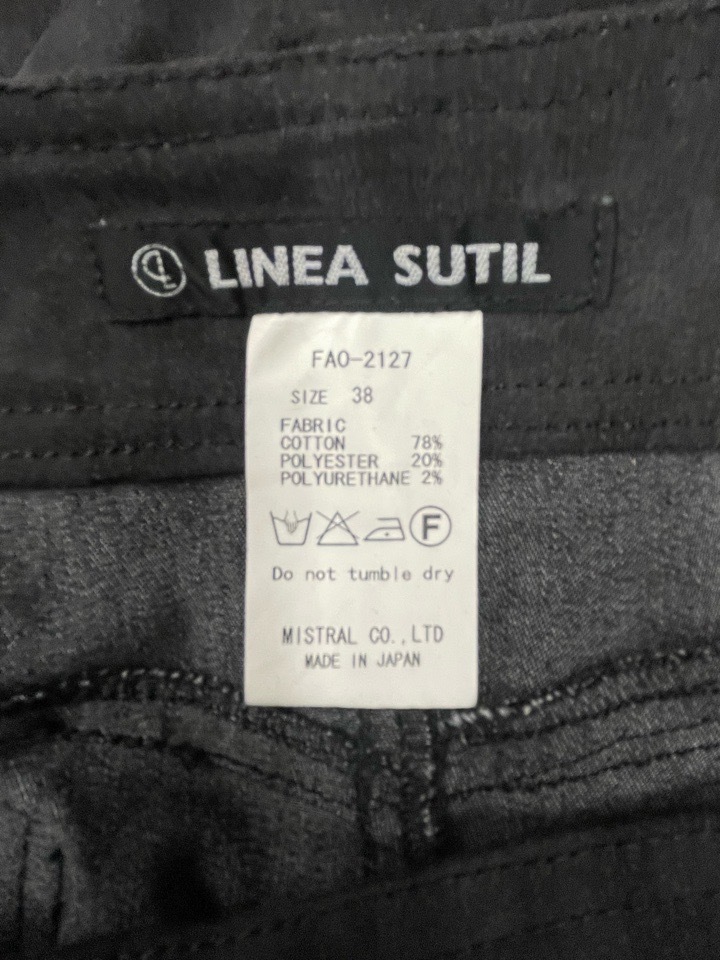 LINEA SUTIL
FAO-2127
SIZE 38
FABRIC
COTTON 78%
POLYESTER 20%
POLYURETHANE 2%
F
Do not tumble dry
MISTRAL CO.,LTD
MADE IN JAPAN